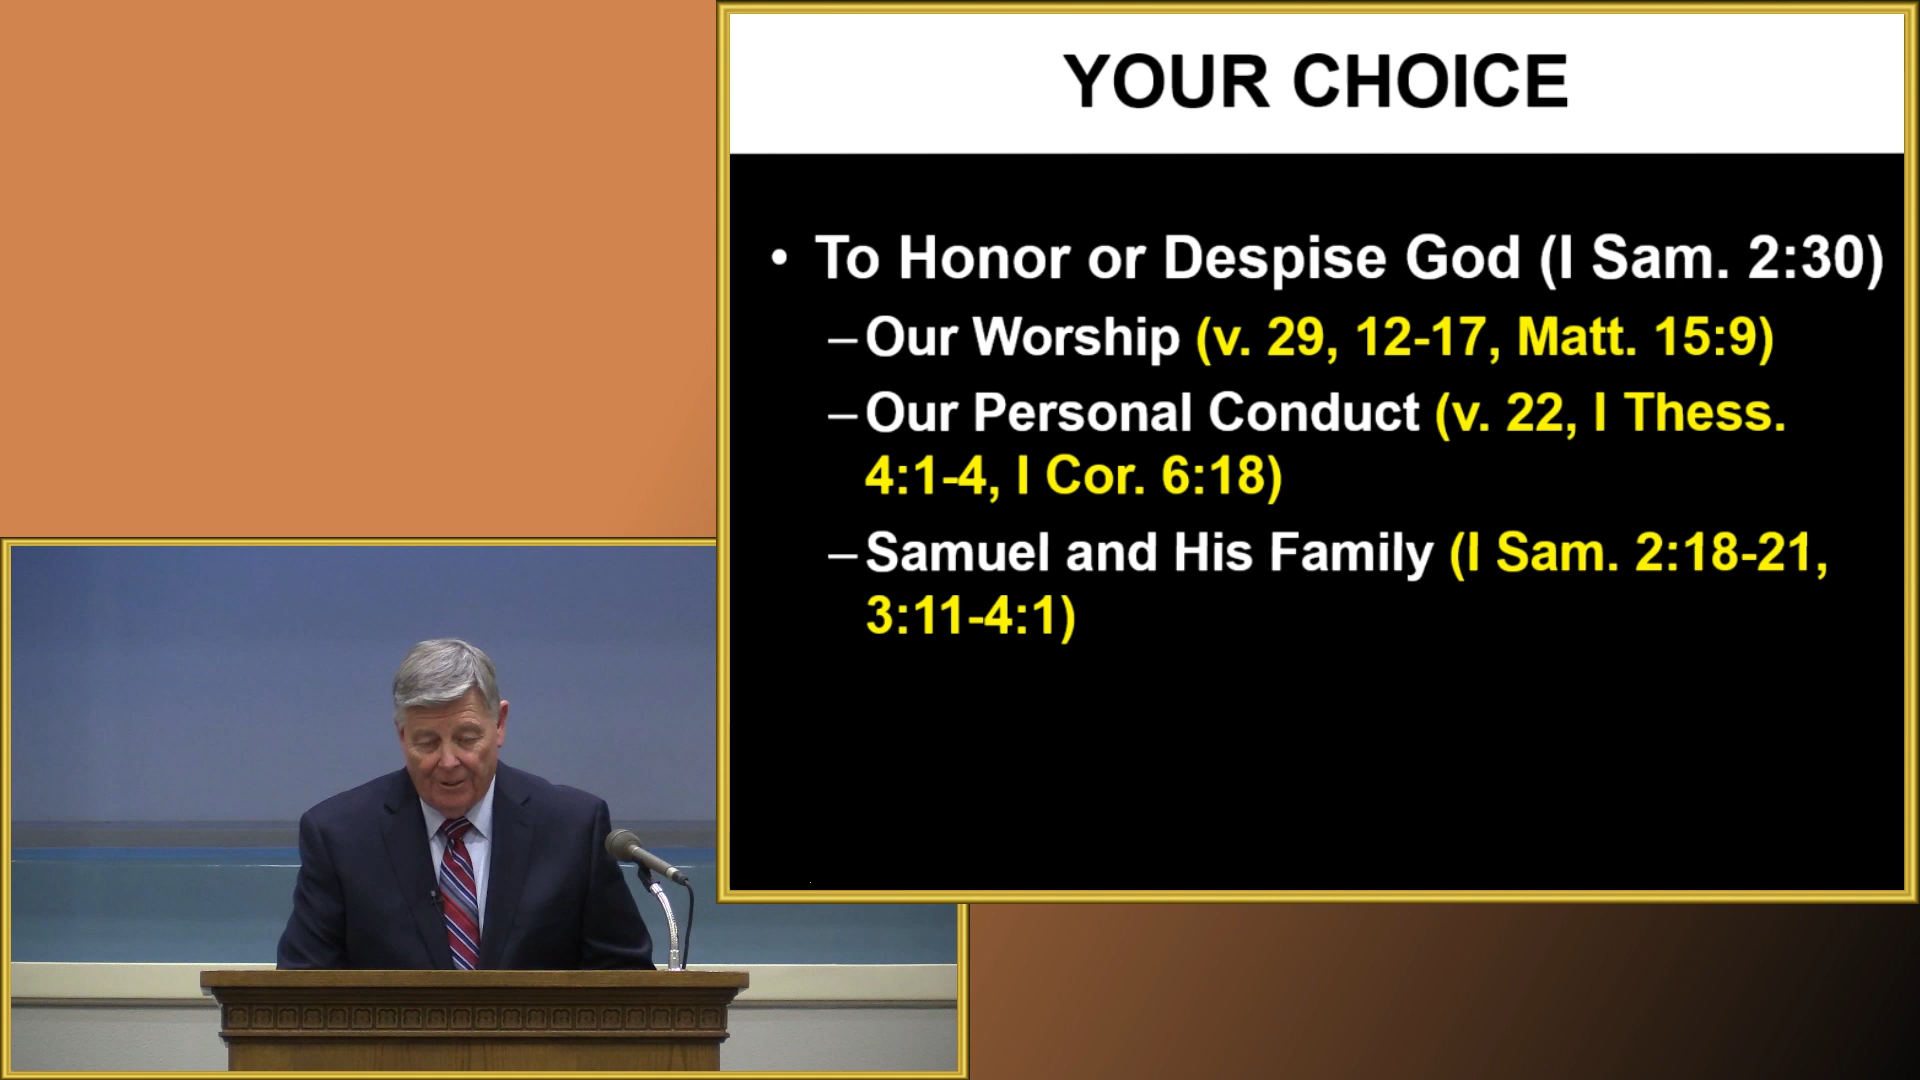 YOUR CHOICE
• To Honor or Despise God (I Sam. 2:30)
–Our Worship (v. 29, 12-17, Matt. 15:9)
–Our Personal Conduct (v. 22, I Thess.
4:1-4, I Cor. 6:18)
–Samuel and His Family (I Sam. 2:18-21,
3:11-4:1)